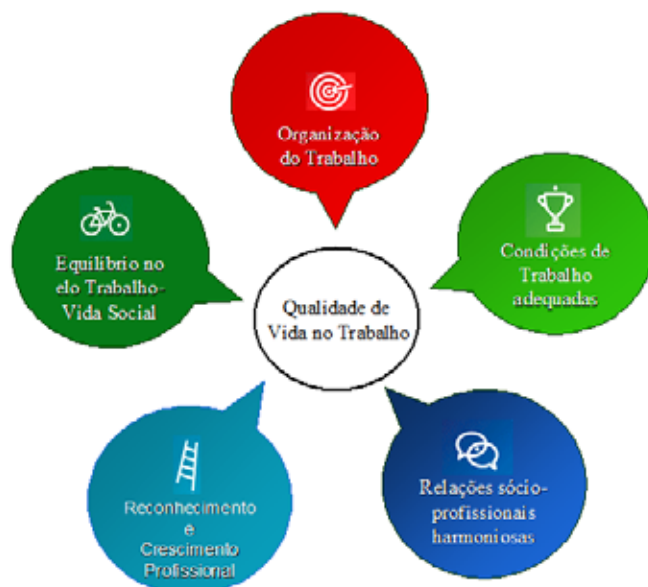 Organização
do Trabalho
Condições de
Trabalho
adequadas
Equilíbrio no
elo Trabalho-
Vida Social
Qualidade de
Vida no Trabalho
Relações sócio-
profissionais
harmoniosas
Reconhecimento
e
Crescimento
Profissional